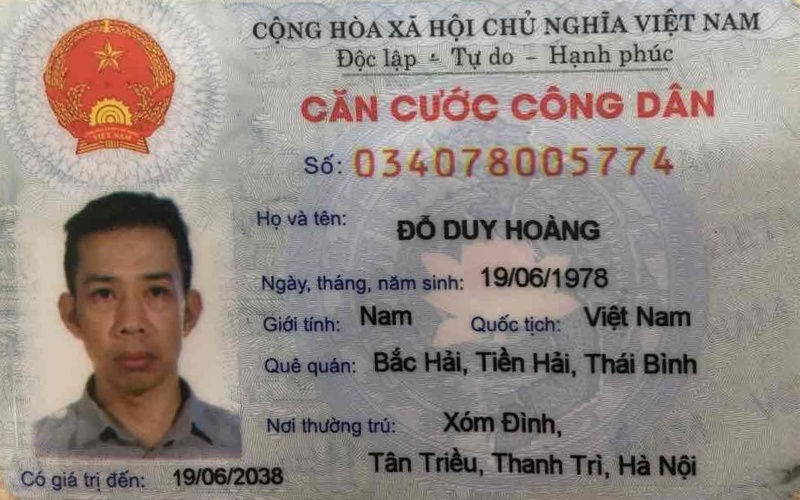 CỘNG HÒA XÃ HỘI CHỦ NGHĨA VIỆT NAM
Độc lập - Tự do - Hạnh phúc
CĂN CƯỚC CÔNG DÂN
Số: 034078005774
Họ và tên: ĐỖ DUY HOÀNG
Ngày, tháng, năm sinh: 19/06/1978
Giới tính: Nam Quốc tịch: Việt Nam
Quê quán: Bắc Hải, Tiền Hải, Thái Bình
Nơi thường trú: Xóm Đình,
Tân Triều, Thanh Trì, Hà Nội
Có giá trị đến: 19/06/2038